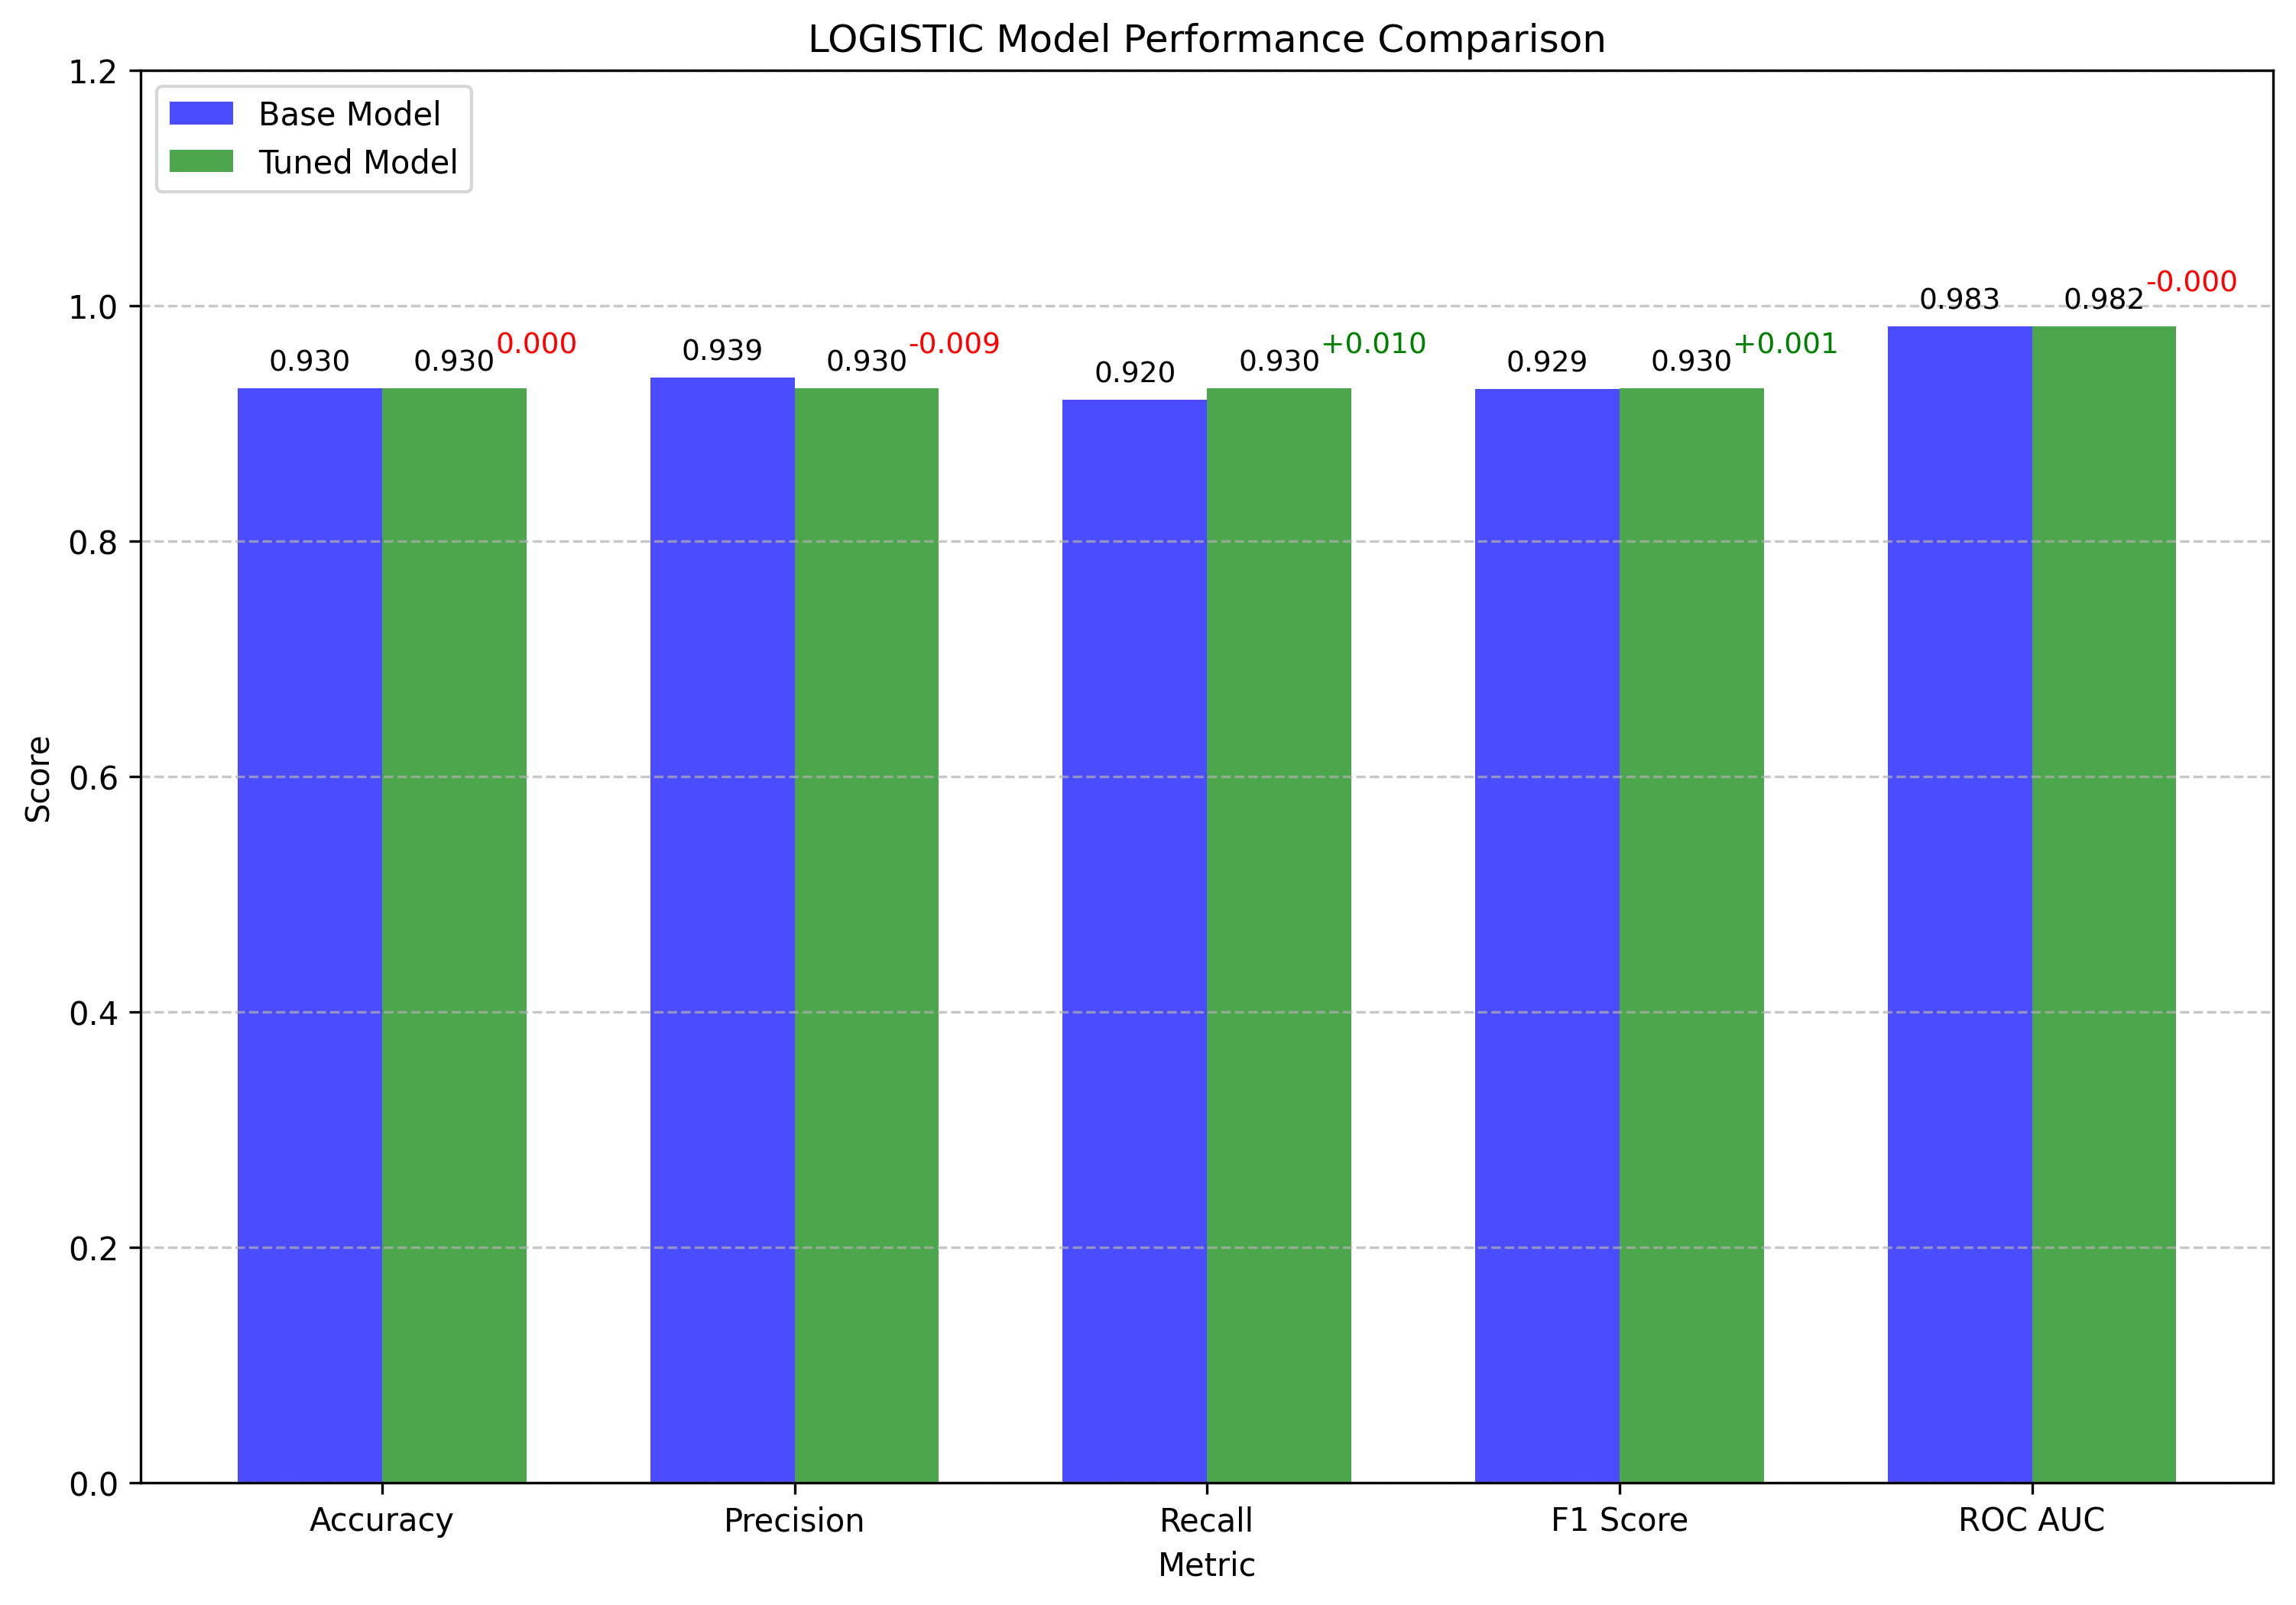 LOGISTIC Model Performance Comparison
Base Model
Tuned Model
1.2
1.0
0.8
0.6
0.4
0.2
0.0
Score
0.930
0.930
0.000
0.939
0.930
-0.009
0.920
0.930
+0.010
0.929
0.930
+0.001
0.983
0.982
-0.000
Accuracy
Precision
Recall
F1 Score
ROC AUC
Metric